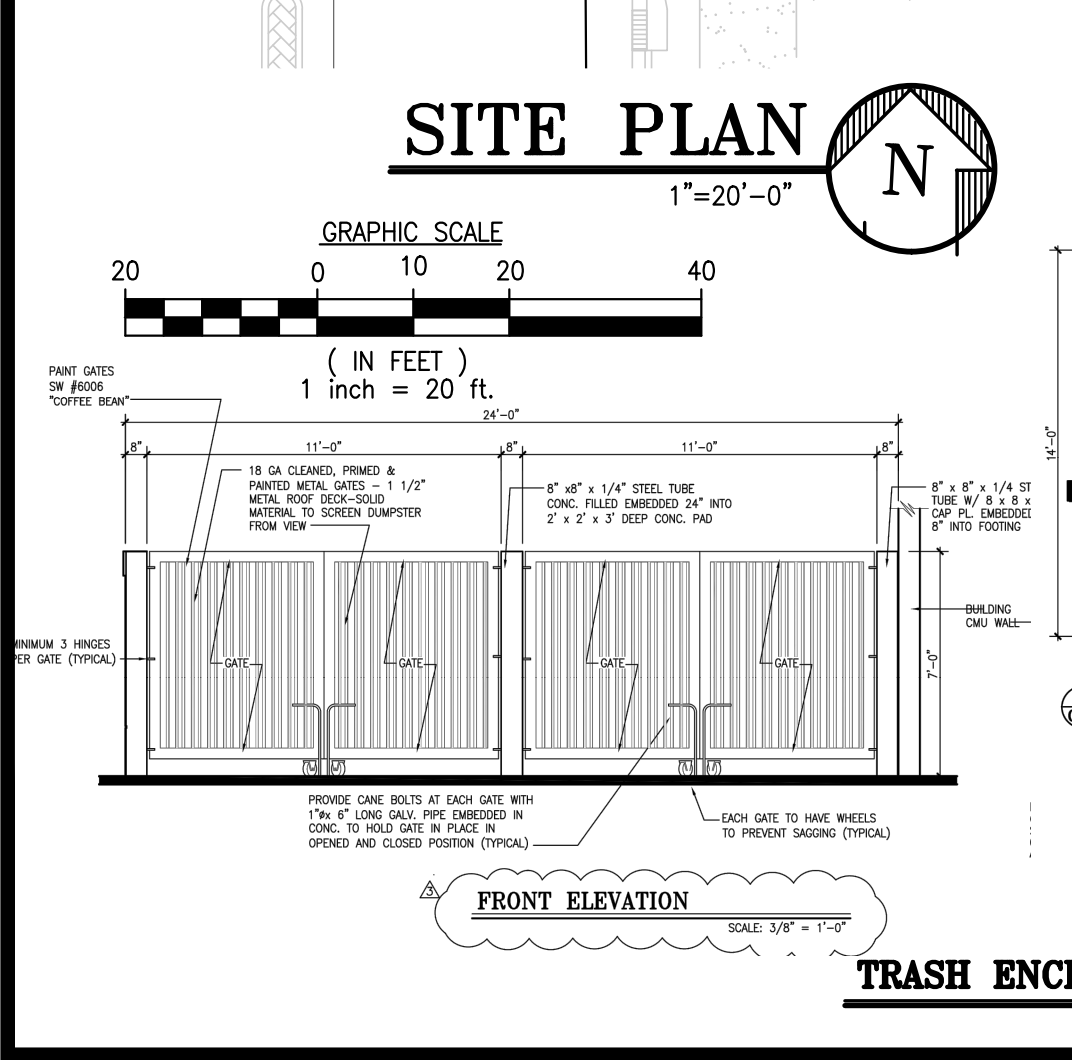 SITE PLAN
N
1"=20'-0"
GRAPHIC SCALE
20 0 10 20 40
( IN FEET )
1 inch = 20 ft.
PAINT GATES
SW #6006
"COFFEE BEAN"
24'-0"
8" 11'-0" 8" 11'-0" 8"
14'-0"
18 GA CLEANED, PRIMED &
PAINTED METAL GATES - 1 1/2"
METAL ROOF DECK-SOLID
MATERIAL TO SCREEN DUMPSTER
FROM VIEW
8" x8" x 1/4" STEEL TUBE
CONC. FILLED EMBEDDED 24" INTO
2' x 2' x 3' DEEP CONC. PAD
8" x 8" x 1/4 ST
TUBE W/ 8 x 8 x
CAP PL. EMBEDDED
8" INTO FOOTING
BUILDING
CMU WALL
MINIMUM 3 HINGES
PER GATE (TYPICAL)
GATE GATE GATE GATE
7'-0"
PROVIDE CANE BOLTS AT EACH GATE WITH
1"øx 6" LONG GALV. PIPE EMBEDDED IN
CONC. TO HOLD GATE IN PLACE IN
OPENED AND CLOSED POSITION (TYPICAL)
EACH GATE TO HAVE WHEELS
TO PREVENT SAGGING (TYPICAL)
3
FRONT ELEVATION
SCALE: 3/8" = 1'-0"
TRASH ENCL